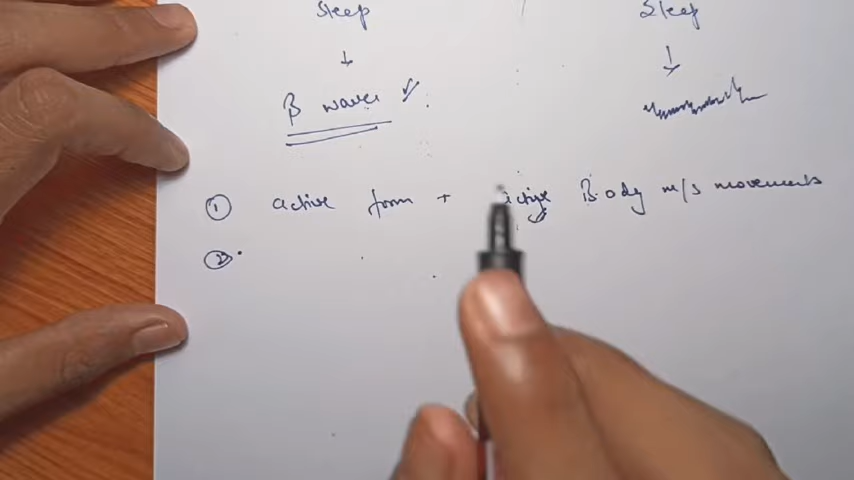 Sleep Sleep
β waves
① active form + active Body m/s movements
②